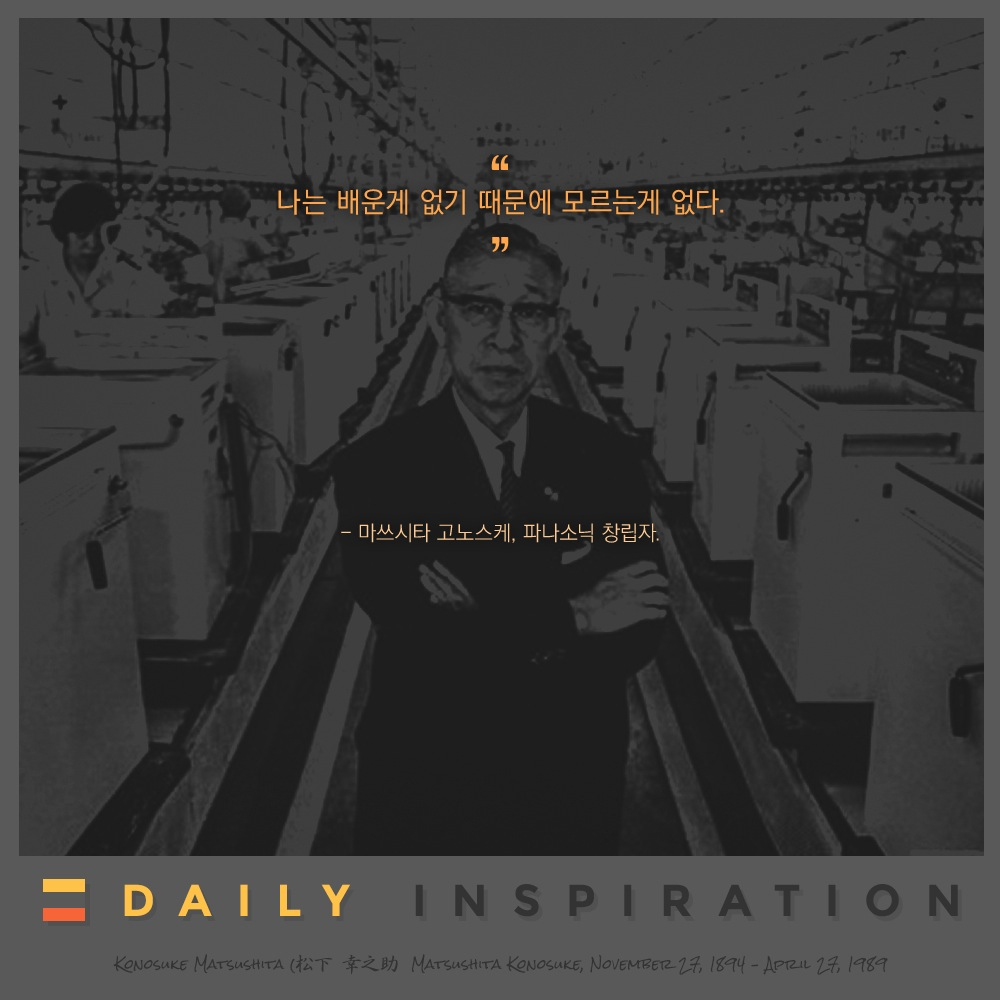 “
나는 배운게 없기 때문에 모르는게 없다.
”
– 마쓰시타 고노스케, 파나소닉 창립자.
DAILY INSPIRATION
Konosuke Matsushita (松下 幸之助 Matsushita Konosuke, November 27, 1894 – April 27, 1989